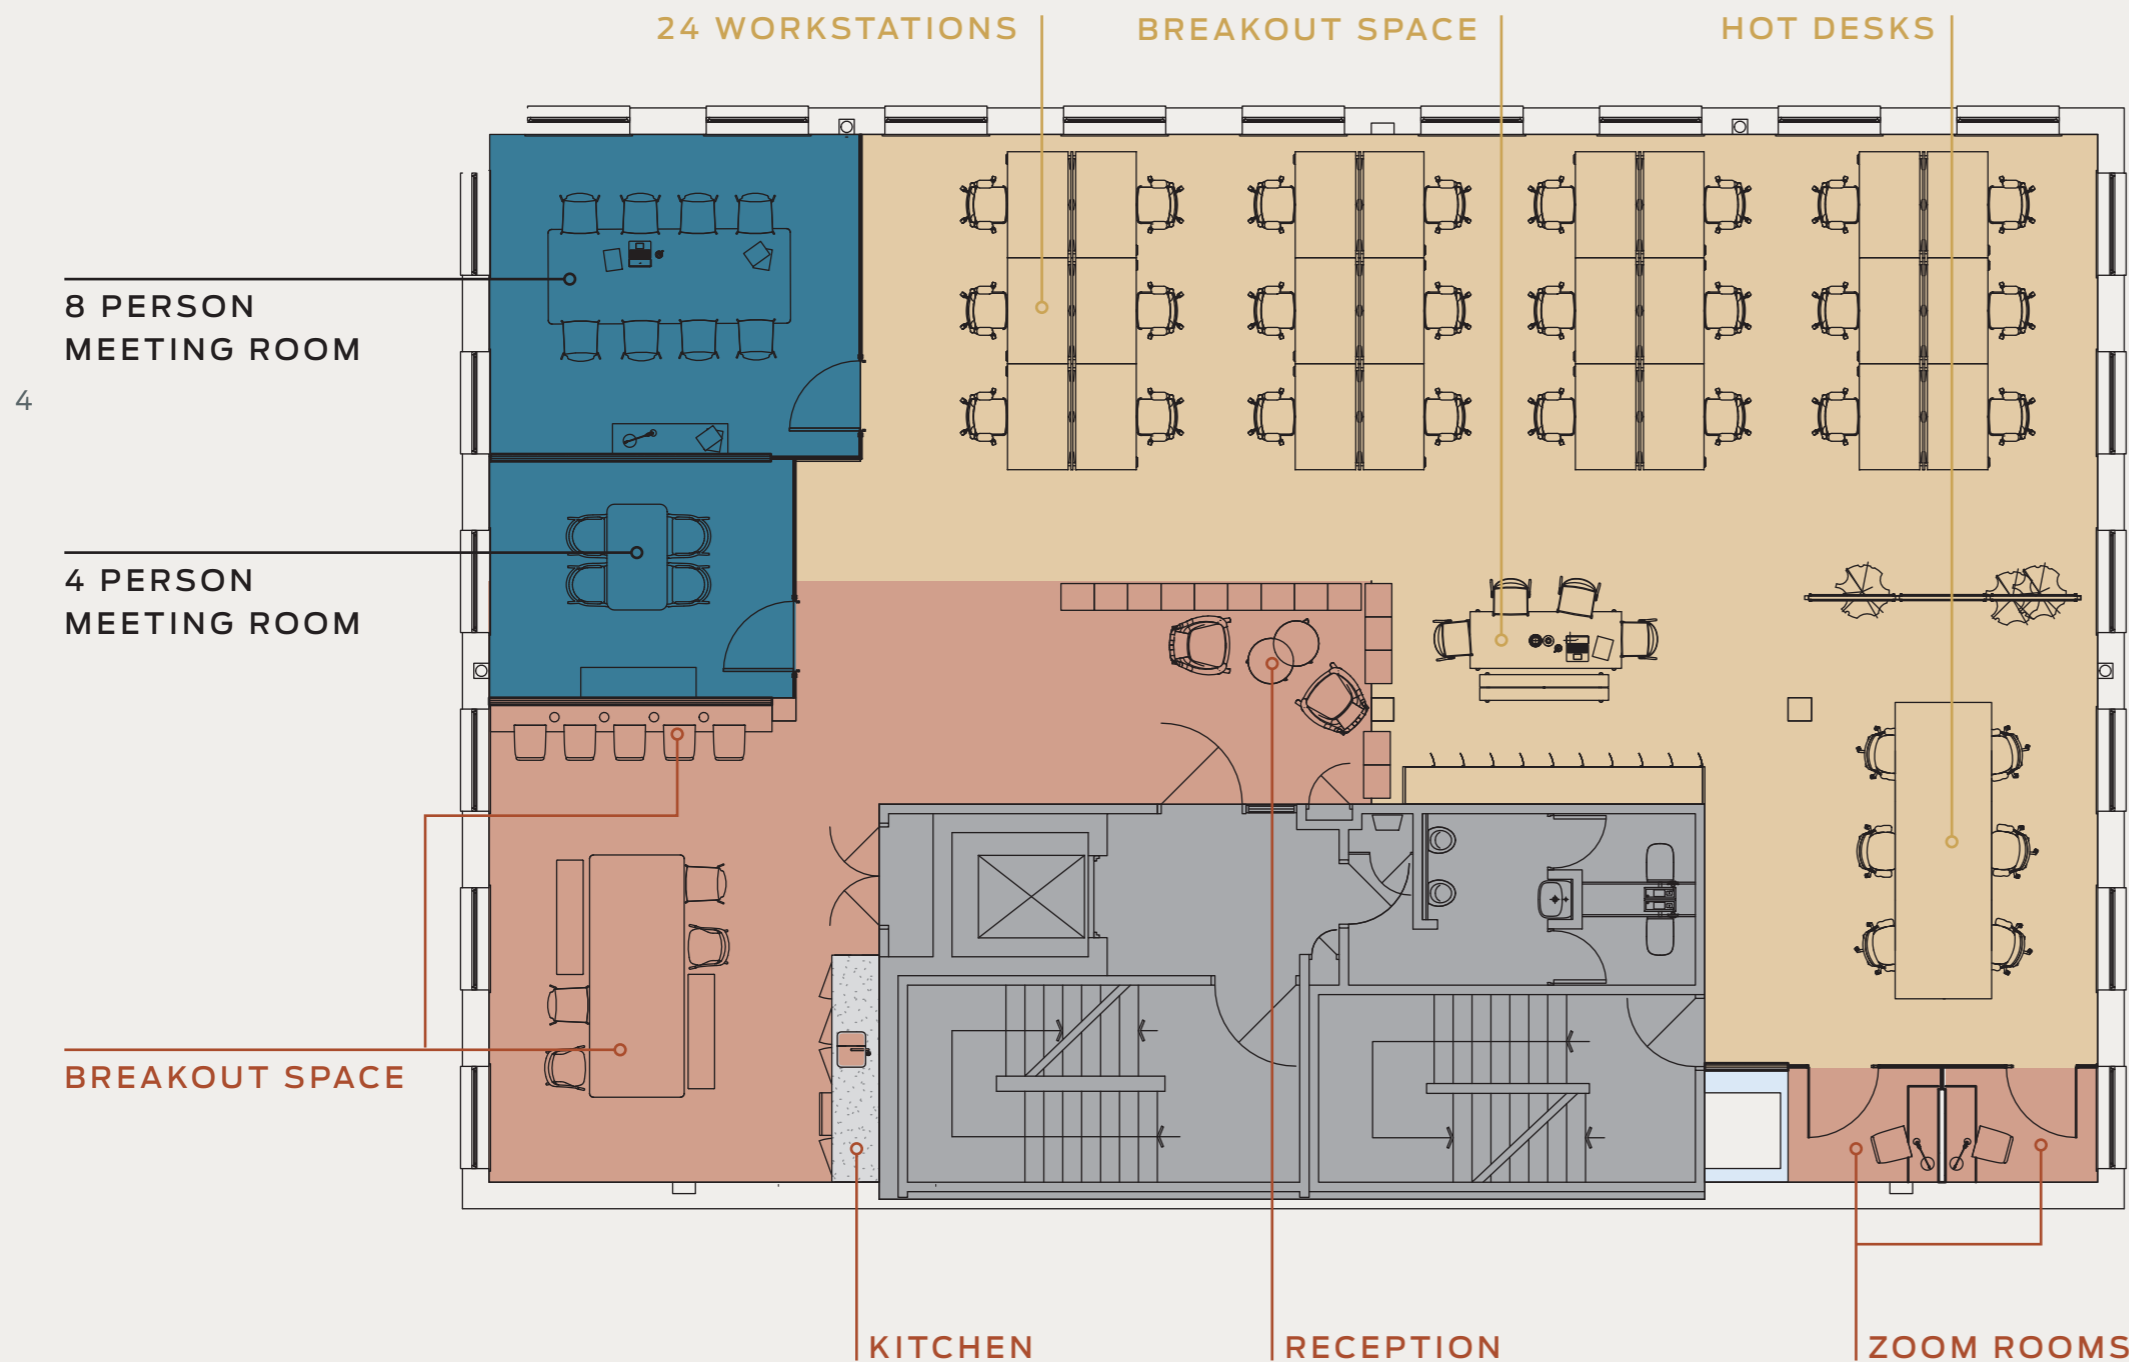 24 WORKSTATIONS
BREAKOUT SPACE
HOT DESKS
8 PERSON
MEETING ROOM
4
4 PERSON
MEETING ROOM
BREAKOUT SPACE
KITCHEN
RECEPTION
ZOOM ROOMS